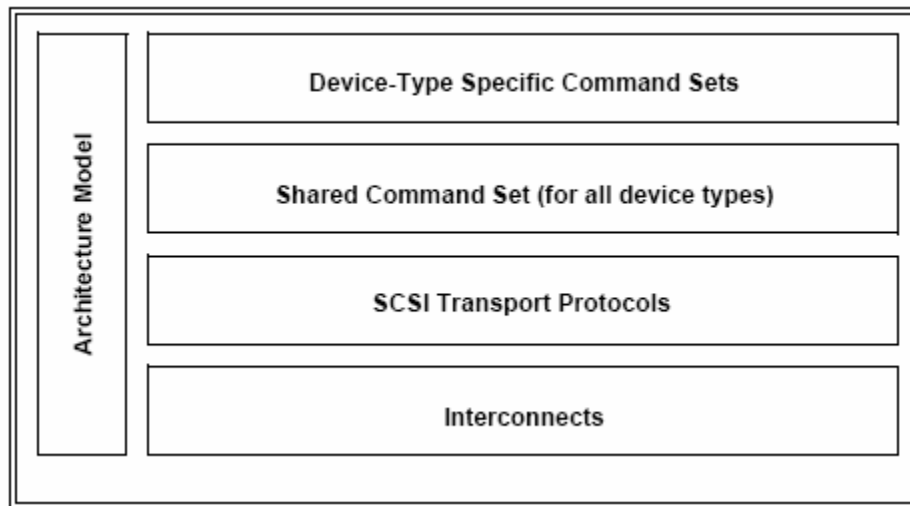 Architecture Model
Device-Type Specific Command Sets
Shared Command Set (for all device types)
SCSI Transport Protocols
Interconnects